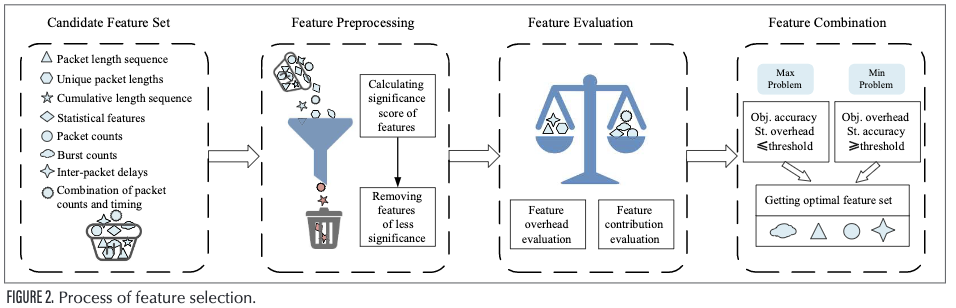 Candidate Feature Set
Packet length sequence
Unique packet lengths
Cumulative length sequence
Statistical features
Packet counts
Burst counts
Inter-packet delays
Combination of packet
counts and timing
Feature Preprocessing
Calculating
significance
score of
features
Removing
features
of less
significance
Feature Evaluation
Feature
overhead
evaluation
Feature
contribution
evaluation
Feature Combination
Max
Problem
Min
Problem
Obj. accuracy
St. overhead
⩽threshold
Obj. overhead
St. accuracy
⩾threshold
Getting optimal feature set
FIGURE 2. Process of feature selection.